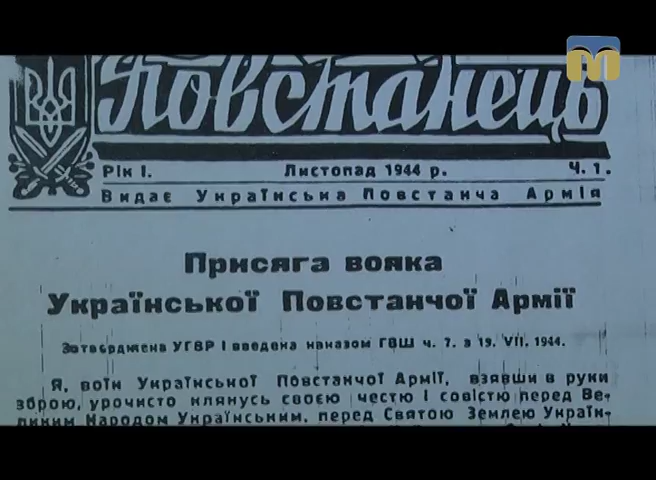 Повстанець
Рік І. Листопад 1944 р. Ч. 1.
Видає Українська Повстанча Армія
Присяга вояка
Української Повстанчої Армії
Затверджена УГВР і введена наказом ГВШ ч. 7. з 19. VII. 1944.
Я, воїн Української Повстанчої Армії, взявши в руки
зброю, урочисто клянусь своєю честю і совістю перед Ве-
ликим Народом Українським, перед Святою Землею Україн-